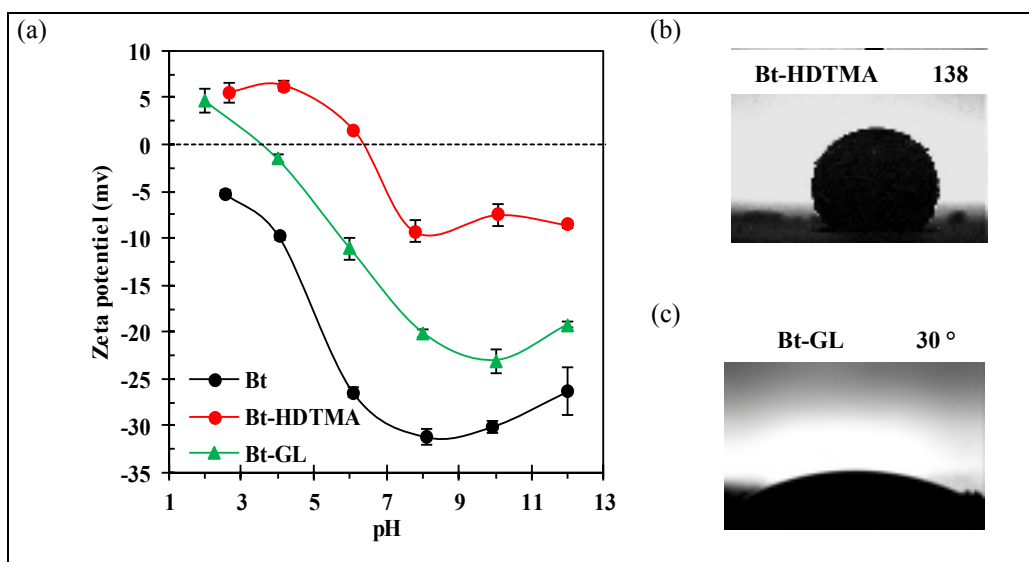 (a)
10
5
0
-5
-10
-15
-20
-25
-30
-35
Zeta potentiel (mv)
1 3 5 7 9 11 13
pH
Bt
Bt-HDTMA
Bt-GL
(b)
Bt-HDTMA 138
(c)
Bt-GL 30 °